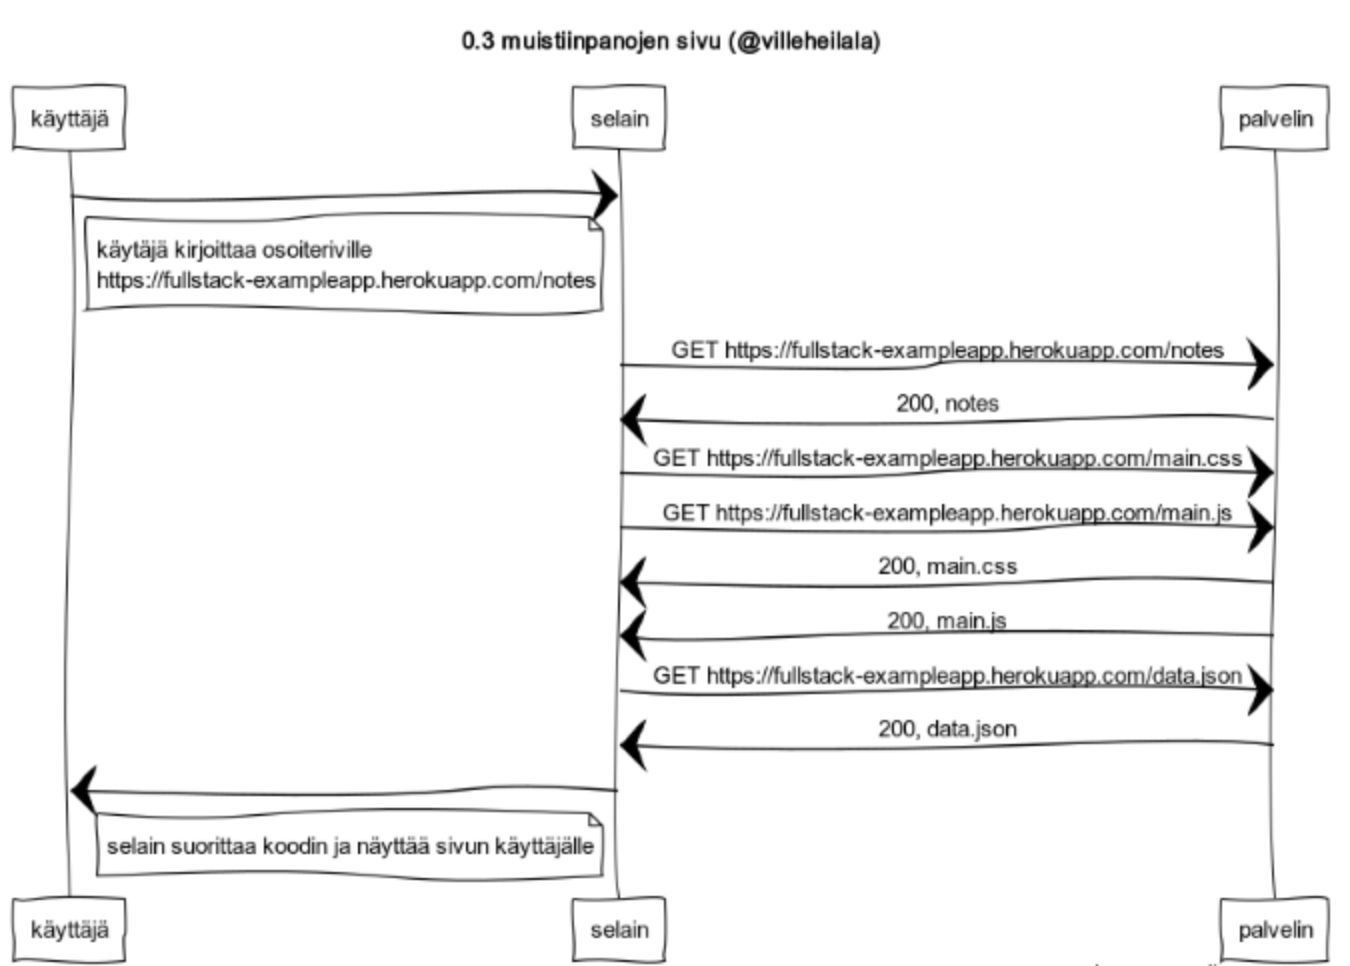 0.3 muistiinpanojen sivu (@villeheilala)
käyttäjä
selain
palvelin
käytäjä kirjoittaa osoiteriville
https://fullstack-exampleapp.herokuapp.com/notes
GET https://fullstack-exampleapp.herokuapp.com/notes
200, notes
GET https://fullstack-exampleapp.herokuapp.com/main.css
GET https://fullstack-exampleapp.herokuapp.com/main.js
200, main.css
200, main.js
GET https://fullstack-exampleapp.herokuapp.com/data.json
200, data.json
selain suorittaa koodin ja näyttää sivun käyttäjälle
käyttäjä
selain
palvelin